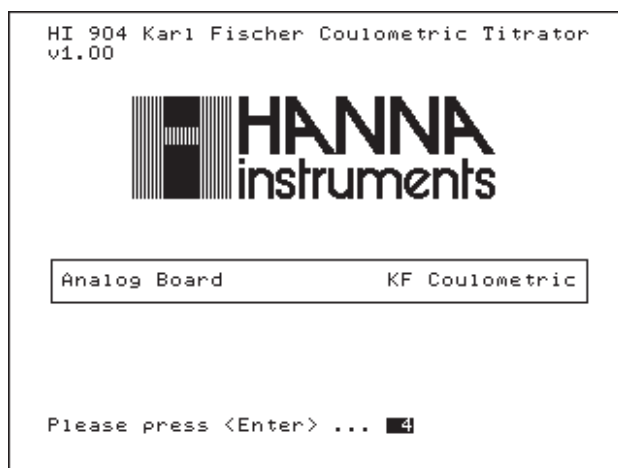 HI 904 Karl Fischer Coulometric Titrator
v1.00
HANNA
instruments
Analog Board KF Coulometric
Please press <Enter> ... 4